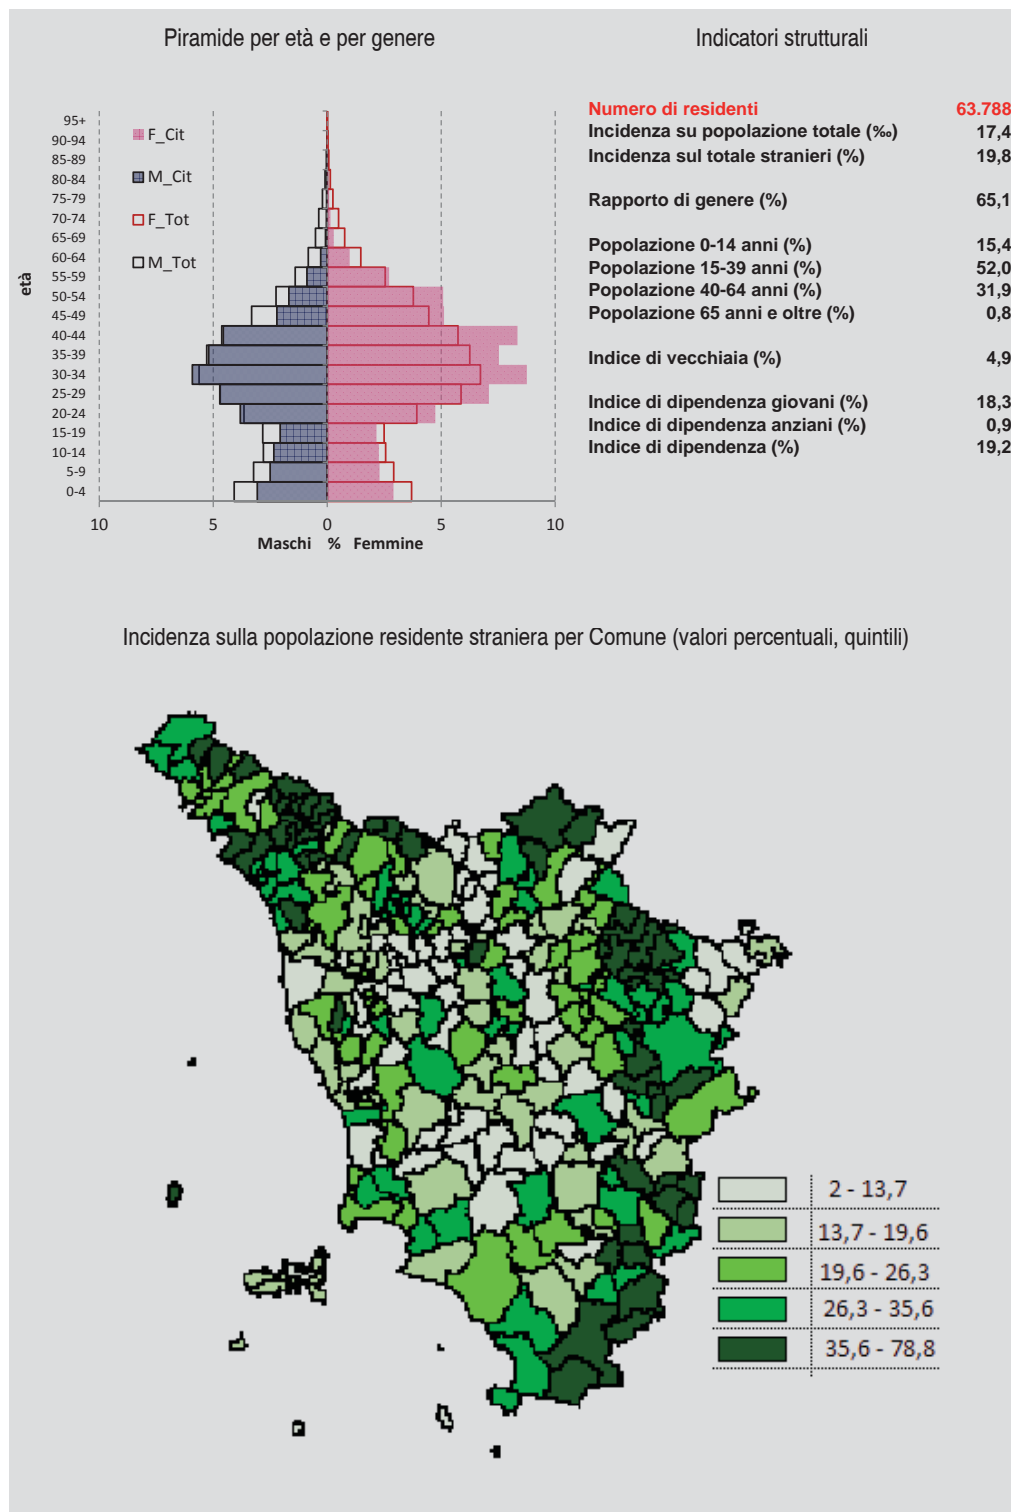 Piramide per età e per genere
95+
90-94
85-89
80-84
75-79
70-74
65-69
60-64
55-59
50-54
45-49
40-44
35-39
30-34
25-29
20-24
15-19
10-14
5-9
0-4
età
F_Cit
M_Cit
F_Tot
M_Tot
10 5 0 5 10
Maschi % Femmine
Indicatori strutturali
Numero di residenti 63.788
Incidenza su popolazione totale (‰) 17,4
Incidenza sul totale stranieri (%) 19,8
Rapporto di genere (%) 65,1
Popolazione 0-14 anni (%) 15,4
Popolazione 15-39 anni (%) 52,0
Popolazione 40-64 anni (%) 31,9
Popolazione 65 anni e oltre (%) 0,8
Indice di vecchiaia (%) 4,9
Indice di dipendenza giovani (%) 18,3
Indice di dipendenza anziani (%) 0,9
Indice di dipendenza (%) 19,2
Incidenza sulla popolazione residente straniera per Comune (valori percentuali, quintili)
2 - 13,7
13,7 - 19,6
19,6 - 26,3
26,3 - 35,6
35,6 - 78,8